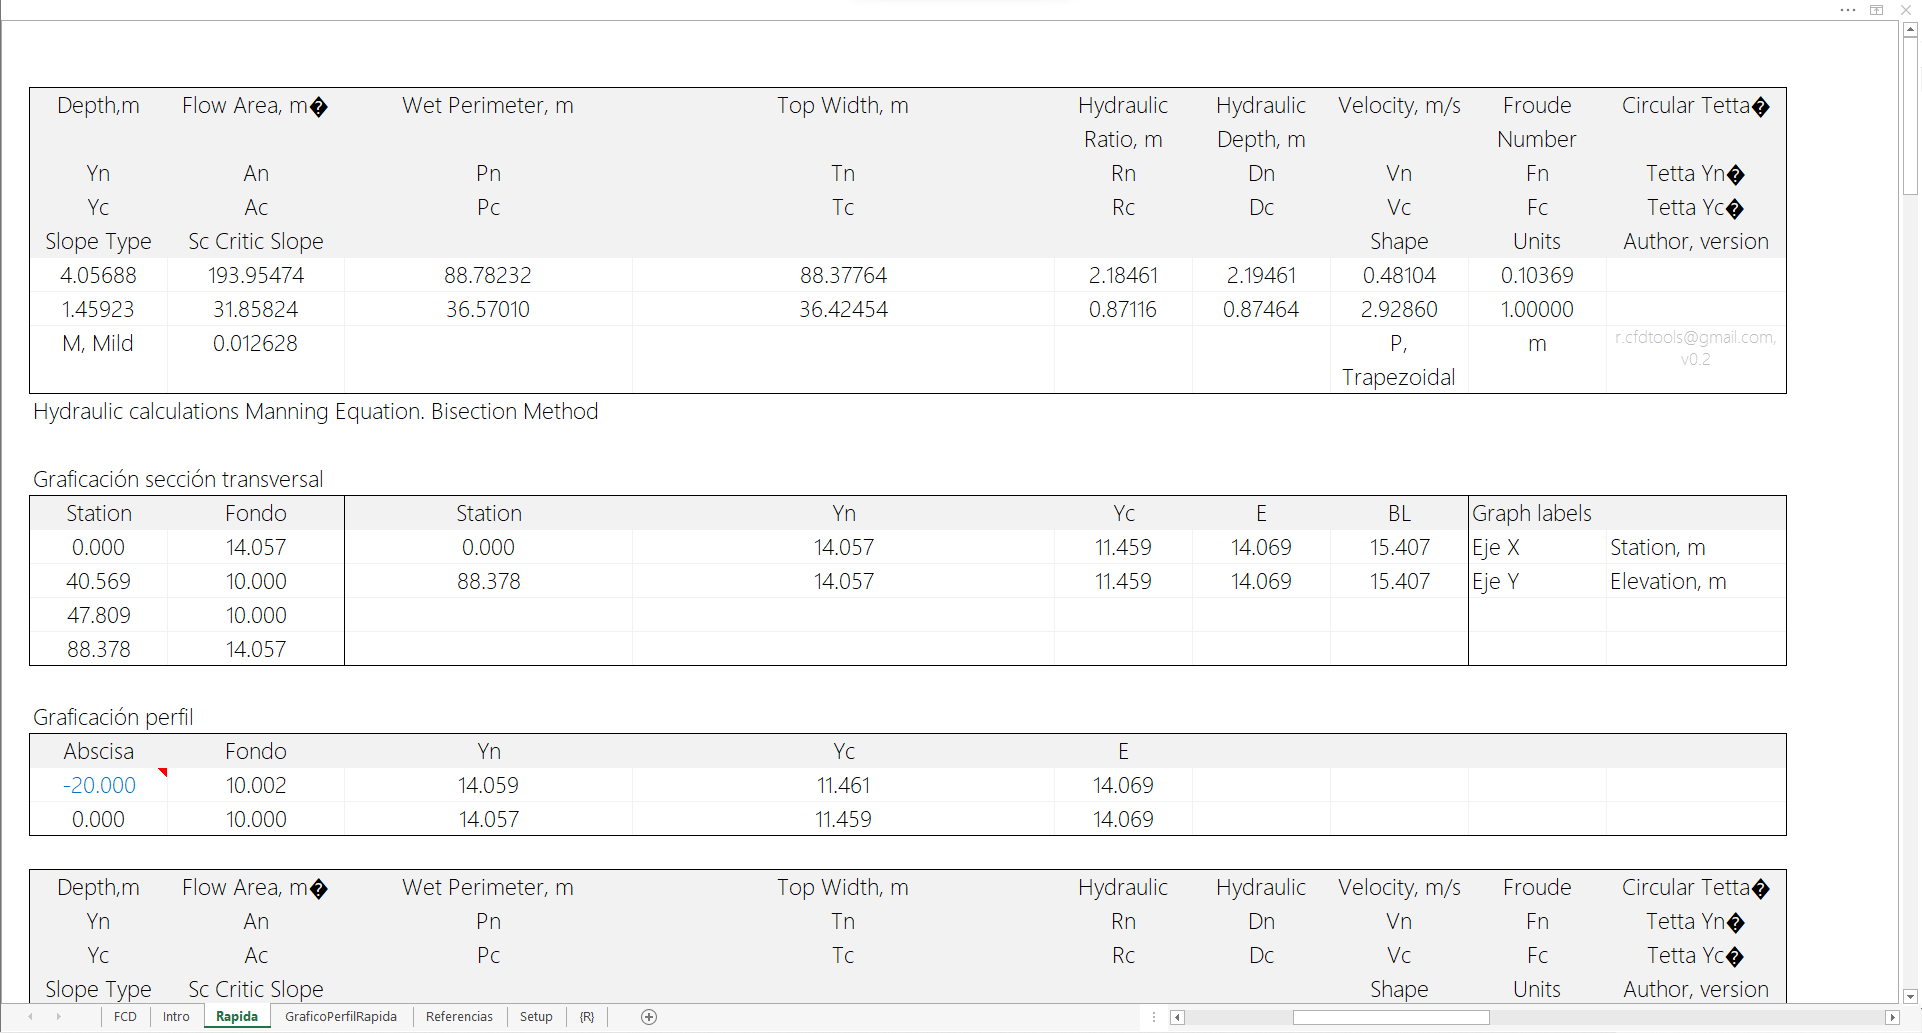 Depth,m Flow Area, m� Wet Perimeter, m Top Width, m Hydraulic Ratio, m Hydraulic Depth, m Velocity, m/s Froude Number Circular Tetta�
Yn An Pn Tn Rn Dn Vn Fn Tetta Yn�
Yc Ac Pc Tc Rc Dc Vc Fc Tetta Yc�
Slope Type Sc Critic Slope Shape Units Author, version
4.05688 193.95474 88.78232 88.37764 2.18461 2.19461 0.48104 0.10369
1.45923 31.85824 36.57010 36.42454 0.87116 0.87464 2.92860 1.00000
M, Mild 0.012628 P, Trapezoidal m r.cfdtools@gmail.com, v0.2
Hydraulic calculations Manning Equation. Bisection Method
Graficación sección transversal
Station Fondo Station Yn Yc E BL Graph labels
0.000 14.057 0.000 14.057 11.459 14.069 15.407 Eje X Station, m
40.569 10.000 88.378 14.057 11.459 14.069 15.407 Eje Y Elevation, m
47.809 10.000
88.378 14.057
Graficación perfil
Abscisa Fondo Yn Yc E
-20.000 10.002 14.059 11.461 14.069
0.000 10.000 14.057 11.459 14.069
Depth,m Flow Area, m� Wet Perimeter, m Top Width, m Hydraulic Hydraulic Velocity, m/s Froude Circular Tetta�
Yn An Pn Tn Rn Dn Vn Fn Tetta Yn�
Yc Ac Pc Tc Rc Dc Vc Fc Tetta Yc�
Slope Type Sc Critic Slope Shape Units Author, version
FCD Intro Rapida GraficoPerfilRapida Referencias Setup {R}